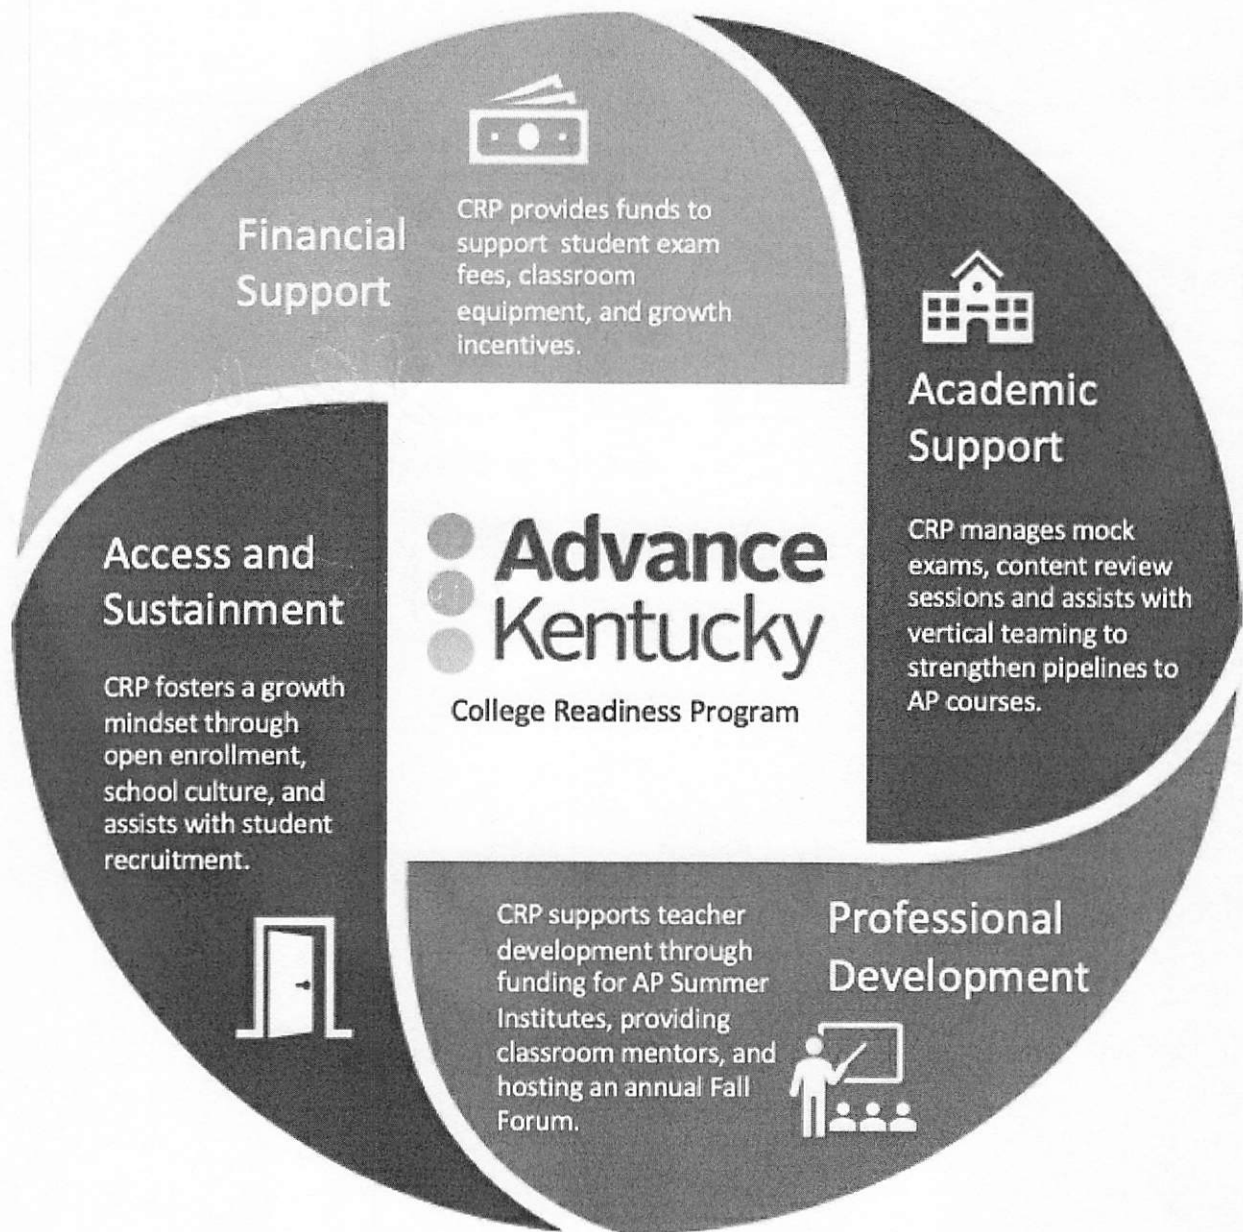 Financial
Support
CRP provides funds to
support student exam
fees, classroom
equipment, and growth
incentives.
Academic
Support
CRP manages mock
exams, content review
sessions and assists with
vertical teaming to
strengthen pipelines to
AP courses.
Access and
Sustainment
CRP fosters a growth
mindset through
open enrollment,
school culture, and
assists with student
recruitment.
Advance
Kentucky
College Readiness Program
CRP supports teacher
development through
funding for AP Summer
Institutes, providing
classroom mentors, and
hosting an annual Fall
Forum.
Professional
Development